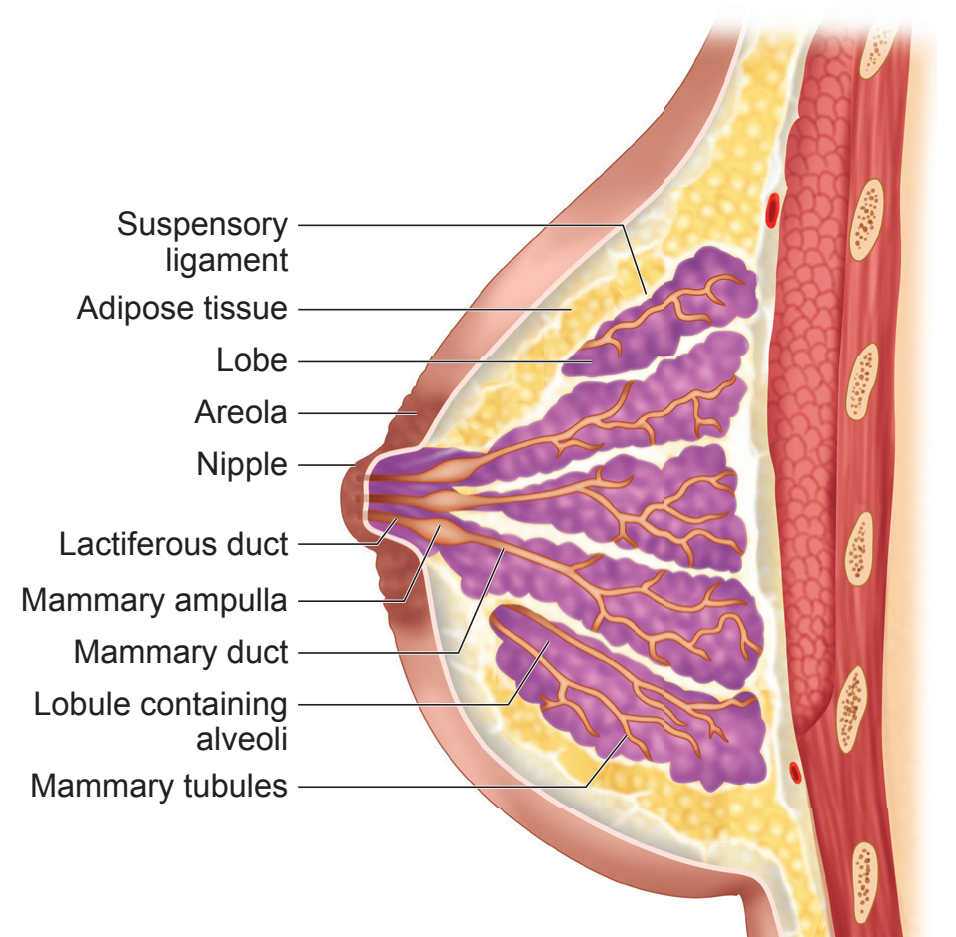 Suspensory
ligament
Adipose tissue
Lobe
Areola
Nipple
Lactiferous duct
Mammary ampulla
Mammary duct
Lobule containing
alveoli
Mammary tubules